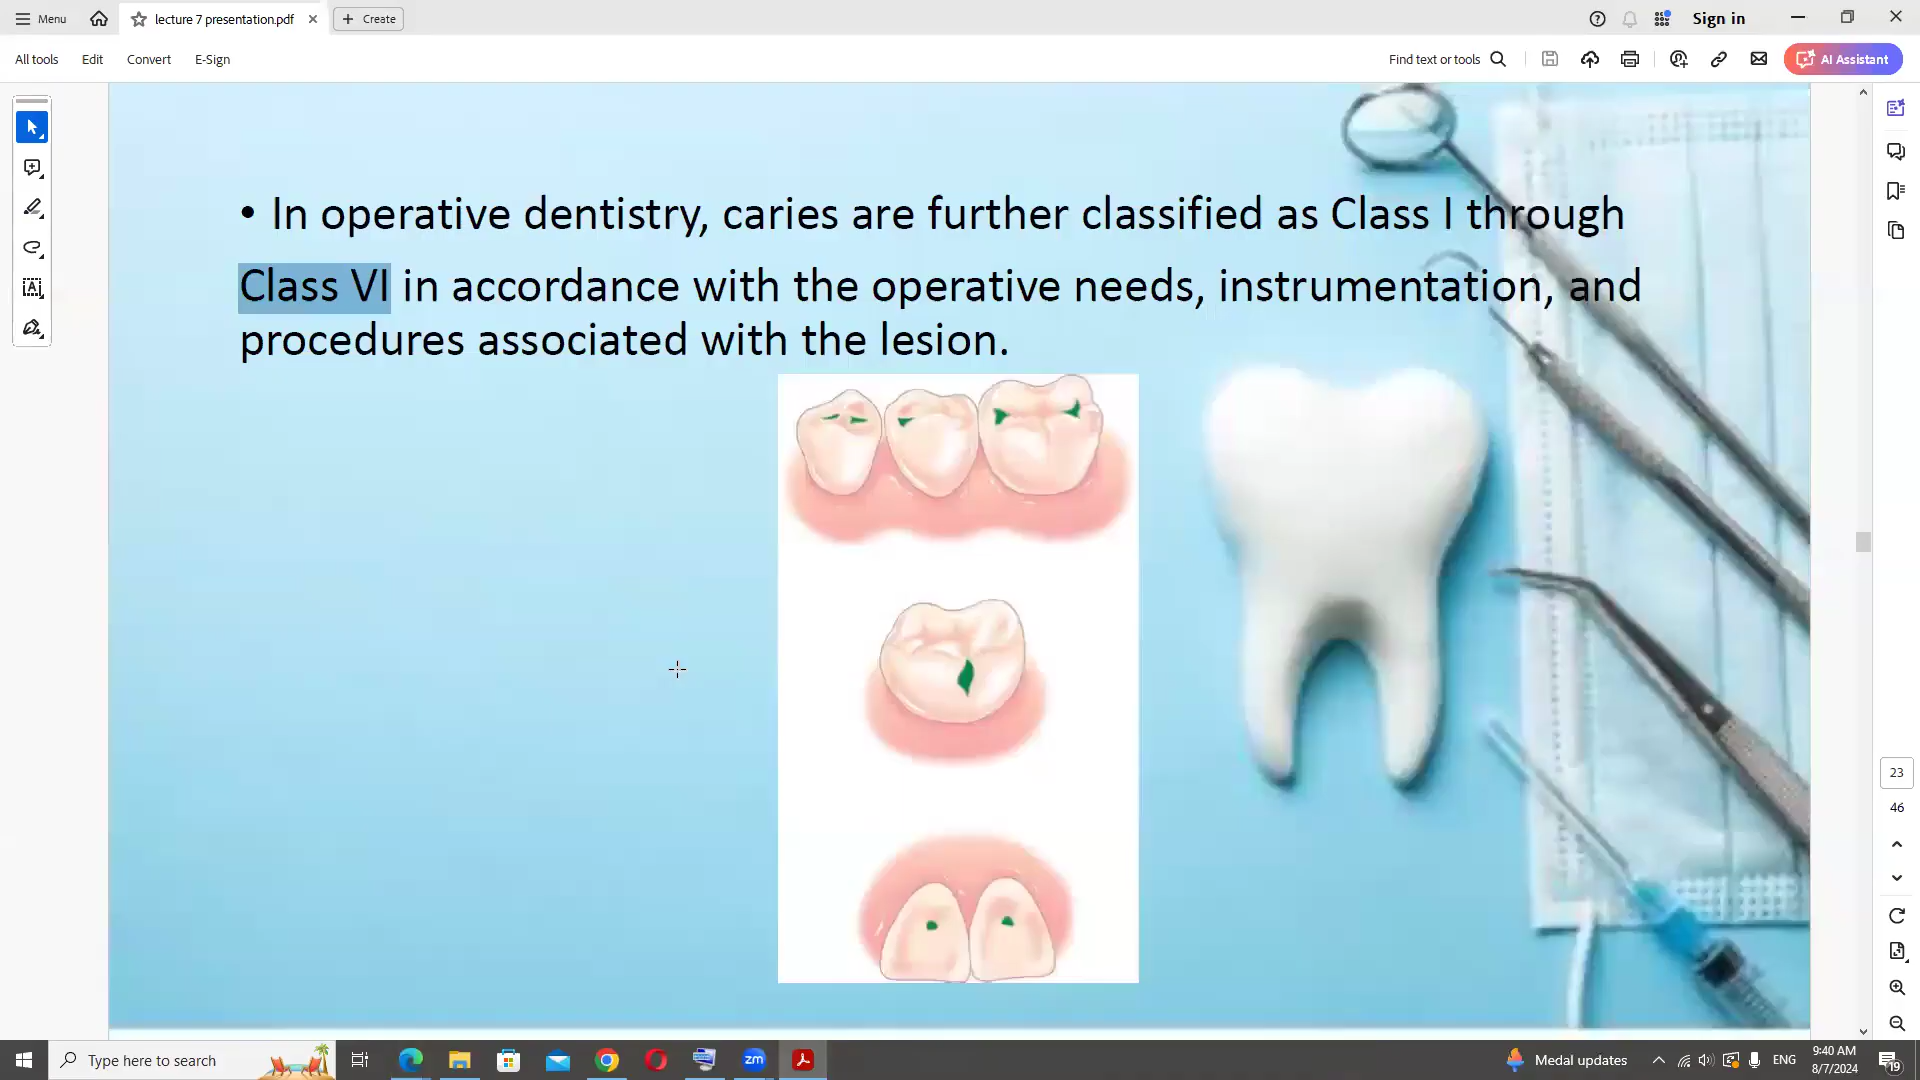 Menu
lecture 7 presentation.pdf
Create
Sign in
All tools
Edit
Convert
E-Sign
Find text or tools
AI Assistant
• In operative dentistry, caries are further classified as Class I through
Class VI in accordance with the operative needs, instrumentation, and
procedures associated with the lesion.
23
46
Type here to search
zm
Medal updates
ENG
9:40 AM
8/7/2024
19